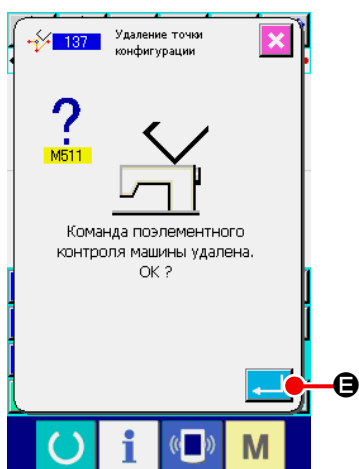 137
Удаление точки
конфигурации
?
M511
Команда поэлементного
контроля машины удалена.
OK ?
E
i
M